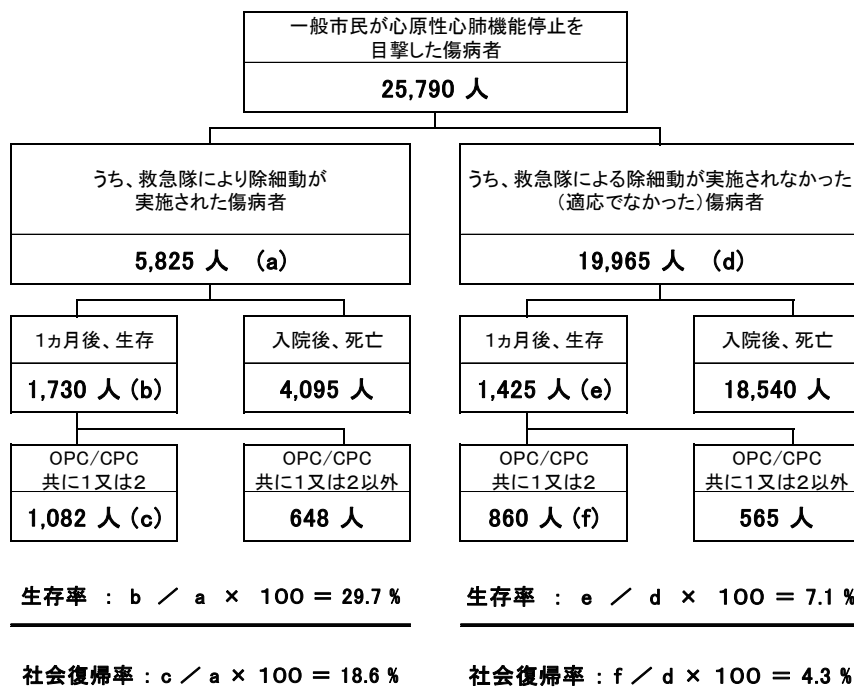 一般市民が心原性心肺機能停止を
目撃した傷病者
25,790 人
うち、救急隊により除細動が
実施された傷病者
5,825 人 (a)
うち、救急隊による除細動が実施されなかった
(適応でなかった)傷病者
19,965 人 (d)
1ヵ月後、生存
1,730 人 (b)
入院後、死亡
4,095 人
1ヵ月後、生存
1,425 人 (e)
入院後、死亡
18,540 人
OPC/CPC
共に1又は2
1,082 人 (c)
OPC/CPC
共に1又は2以外
648 人
OPC/CPC
共に1又は2
860 人 (f)
OPC/CPC
共に1又は2以外
565 人
生存率 : b / a × 100 = 29.7 %
生存率 : e / d × 100 = 7.1 %
社会復帰率 : c / a × 100 = 18.6 %
社会復帰率 : f / d × 100 = 4.3 %